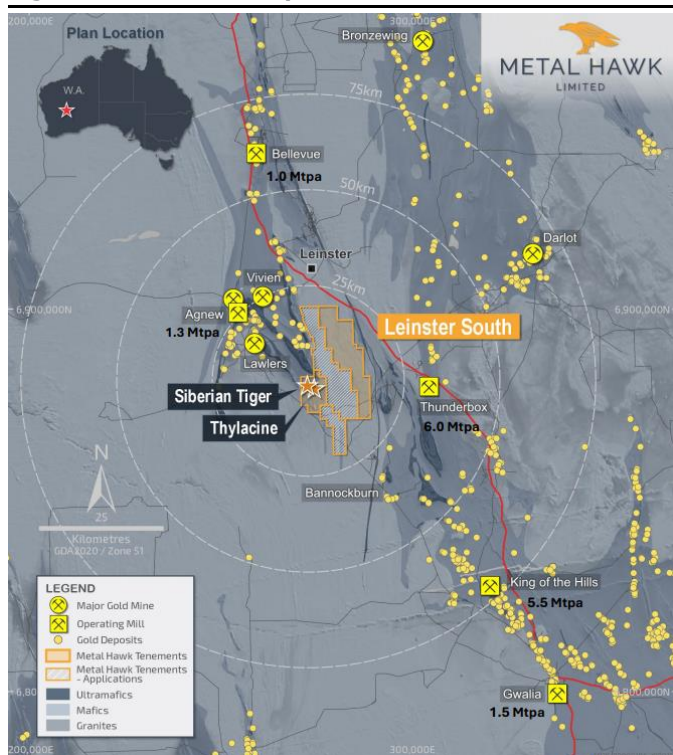 200,000E
300,000E
Plan Location
W.A.
Bronzewing
METAL HAWK
LIMITED
75km
Bellevue
1.0 Mtpa
50km
Leinster
Darlot
25km
Vivien
6,900,000N
Agnew
1.3 Mtpa
6,900,000N
Leinster South
Lawlers
Siberian Tiger
Thylacine
Thunderbox
6.0 Mtpa
N
Bannockburn
25
Kilometres
GDA2020 / Zone 51
King of the Hills
5.5 Mtpa
LEGEND
Major Gold Mine
Operating Mill
Gold Deposits
Metal Hawk Tenements
Metal Hawk Tenements
- Applications
Ultramafics
Mafics
Granites
Gwalia
1.5 Mtpa
200,000E
300,000E